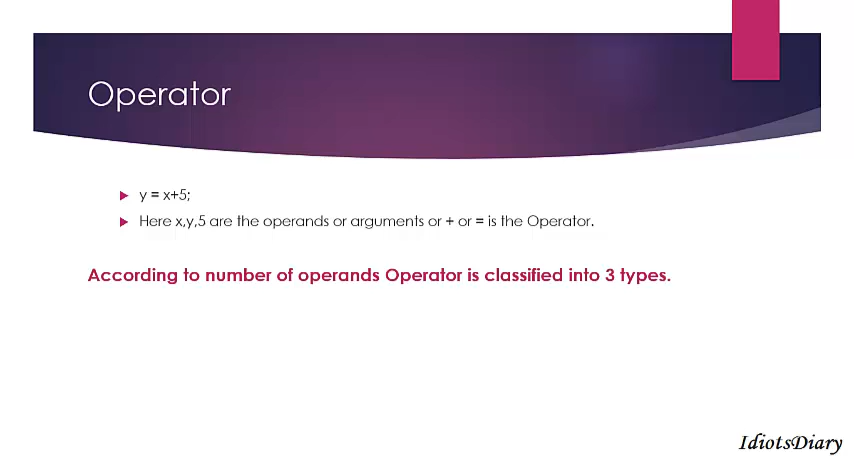 Operator
y = x+5;
Here x,y,5 are the operands or arguments or + or = is the Operator.
According to number of operands Operator is classified into 3 types.
IdiotsDiary